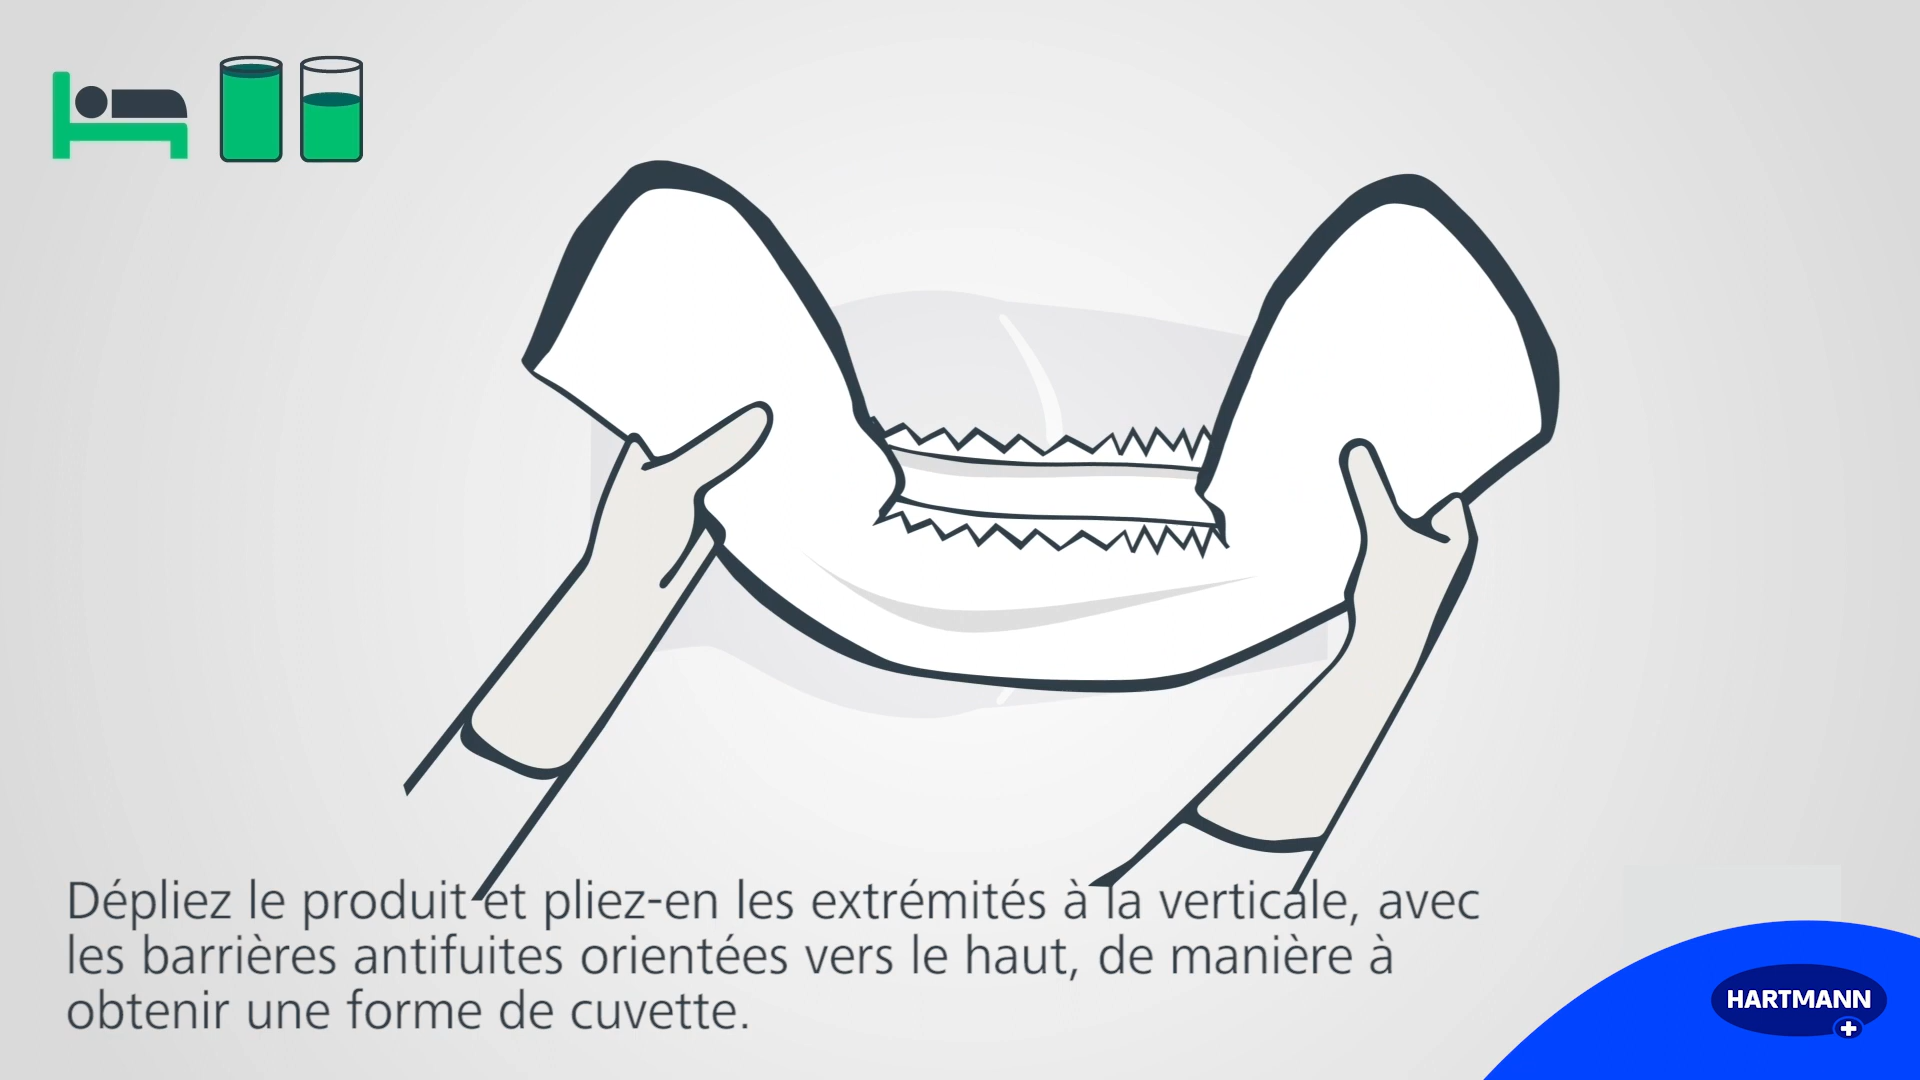 Dépliez le produit et pliez-en les extrémités à la verticale, avec
les barrières antifuites orientées vers le haut, de manière à
obtenir une forme de cuvette.
HARTMANN